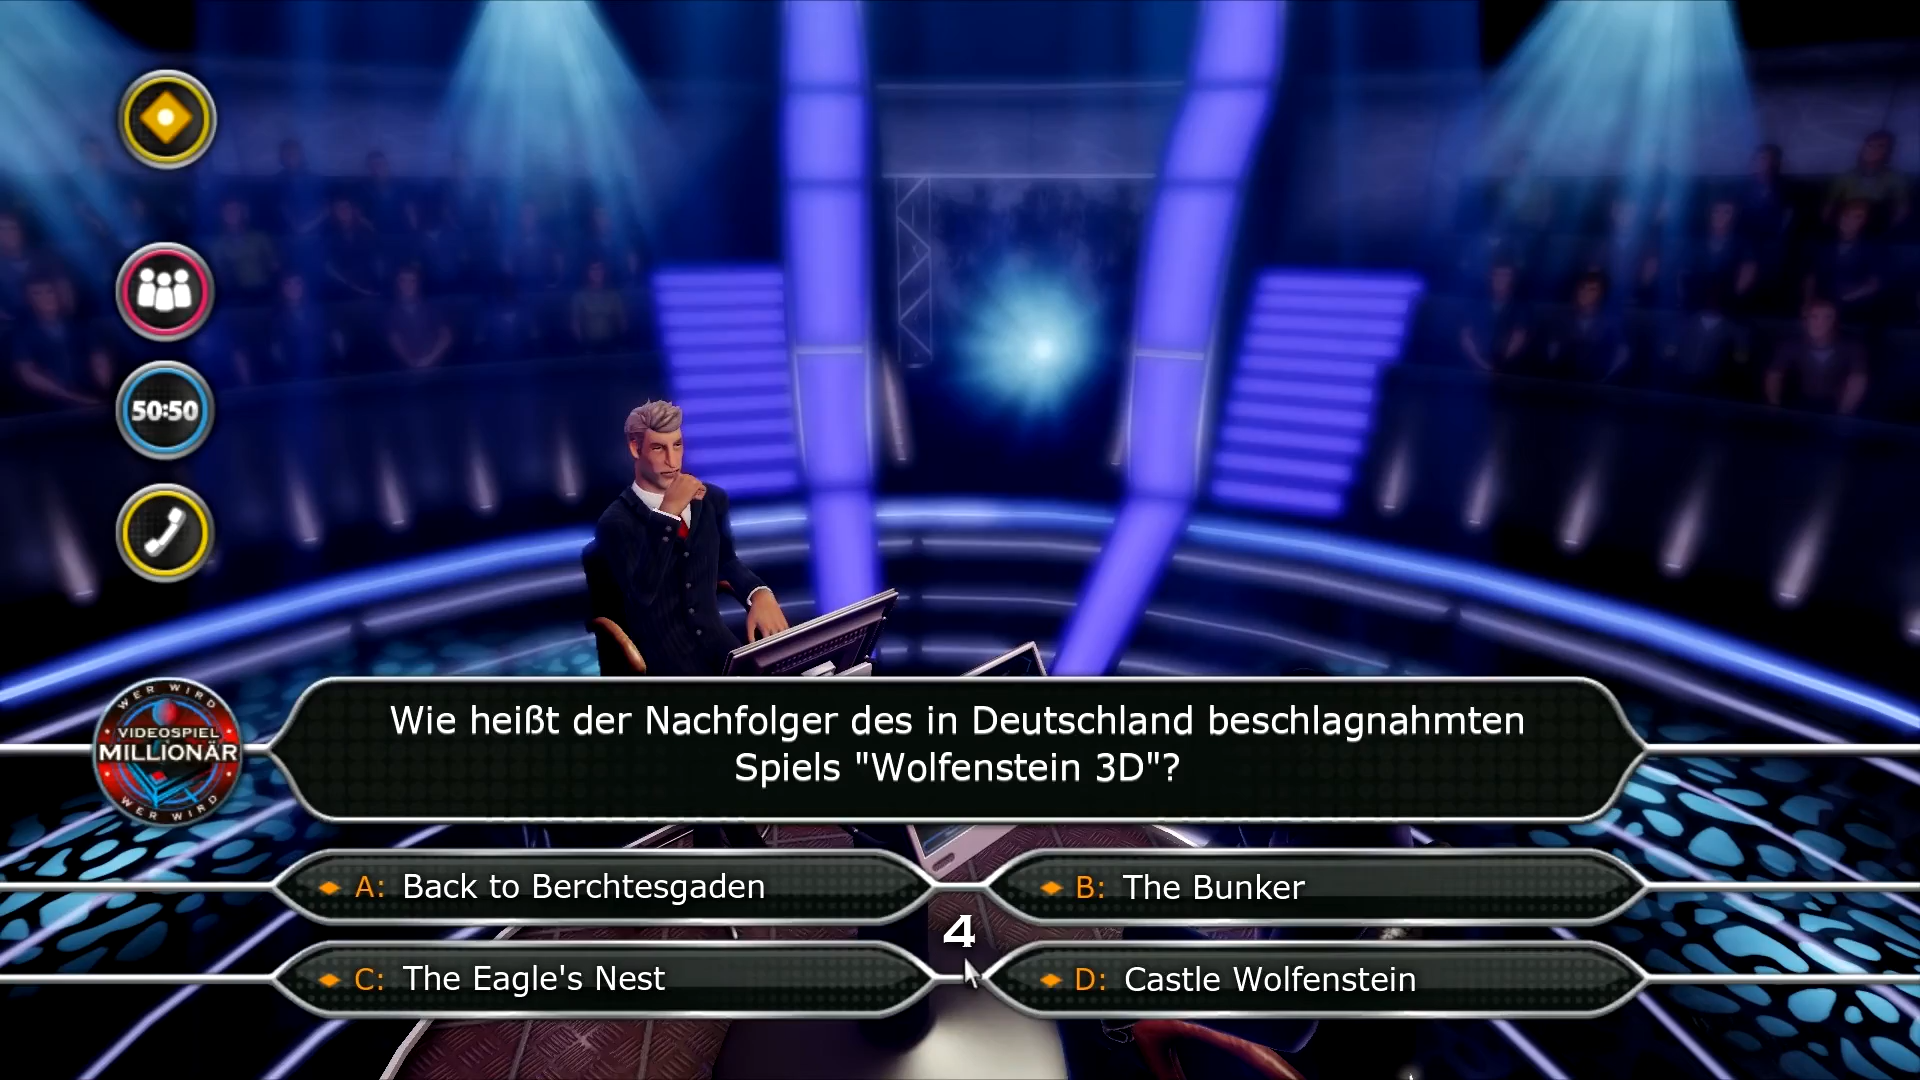 50:50
WER WIRD
VIDEOSPIEL
MILLIONÄR
WER WIRD
Wie heißt der Nachfolger des in Deutschland beschlagnahmten
Spiels "Wolfenstein 3D"?
A: Back to Berchtesgaden
B: The Bunker
4
C: The Eagle's Nest
D: Castle Wolfenstein